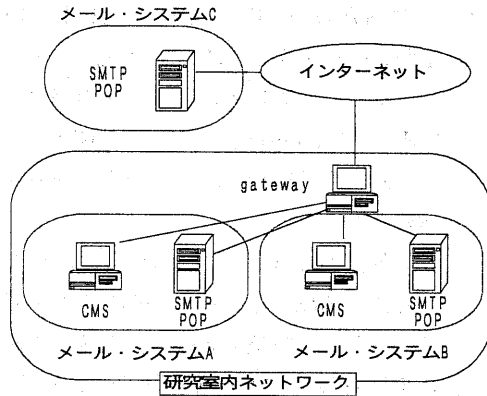 メール・システムC
SMTP
POP
インターネット
gateway
CMS
SMTP
POP
CMS
SMTP
POP
メール・システムA
メール・システムB
研究室内ネットワーク